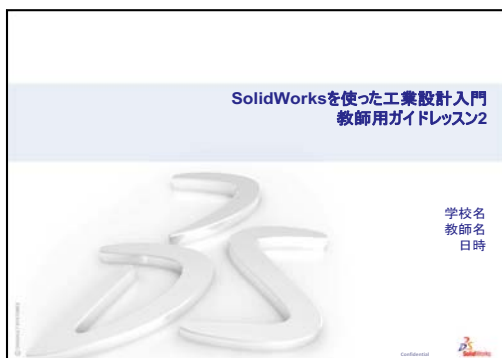 SolidWorksを使った工業設計入門
教師用ガイドレッスン2
学校名
教師名
日時
Confidential
SolidWorks